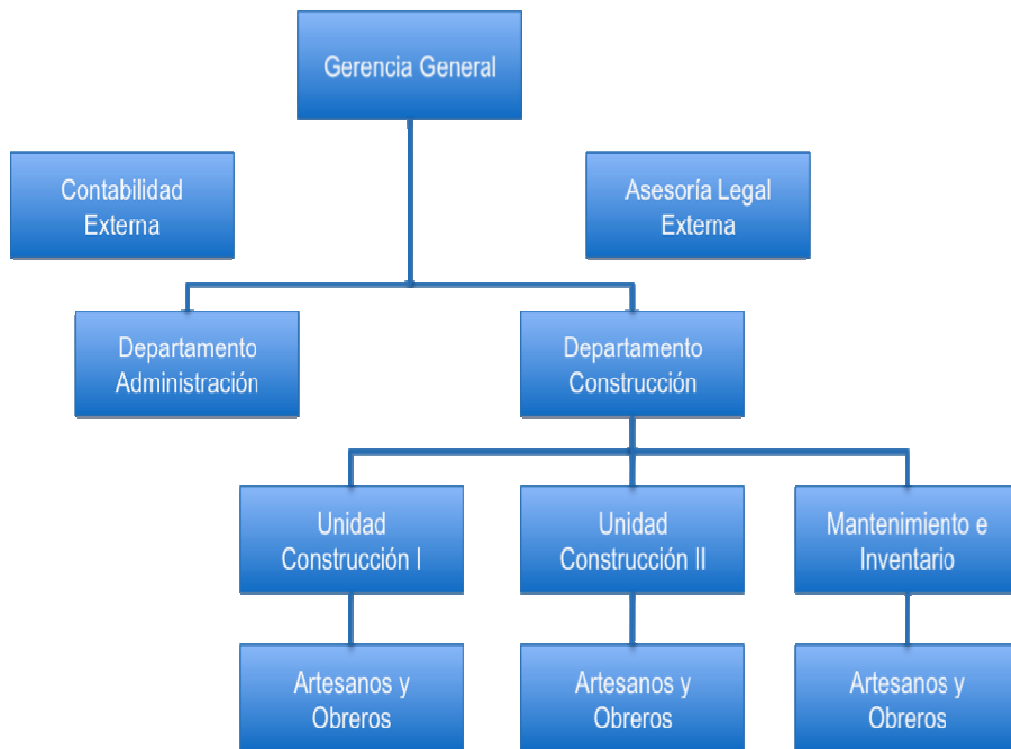 Gerencia General
Contabilidad
Externa
Asesoría Legal
Externa
Departamento
Administración
Departamento
Construcción
Unidad
Construcción I
Unidad
Construcción II
Mantenimiento e
Inventario
Artesanos y
Obreros
Artesanos y
Obreros
Artesanos y
Obreros